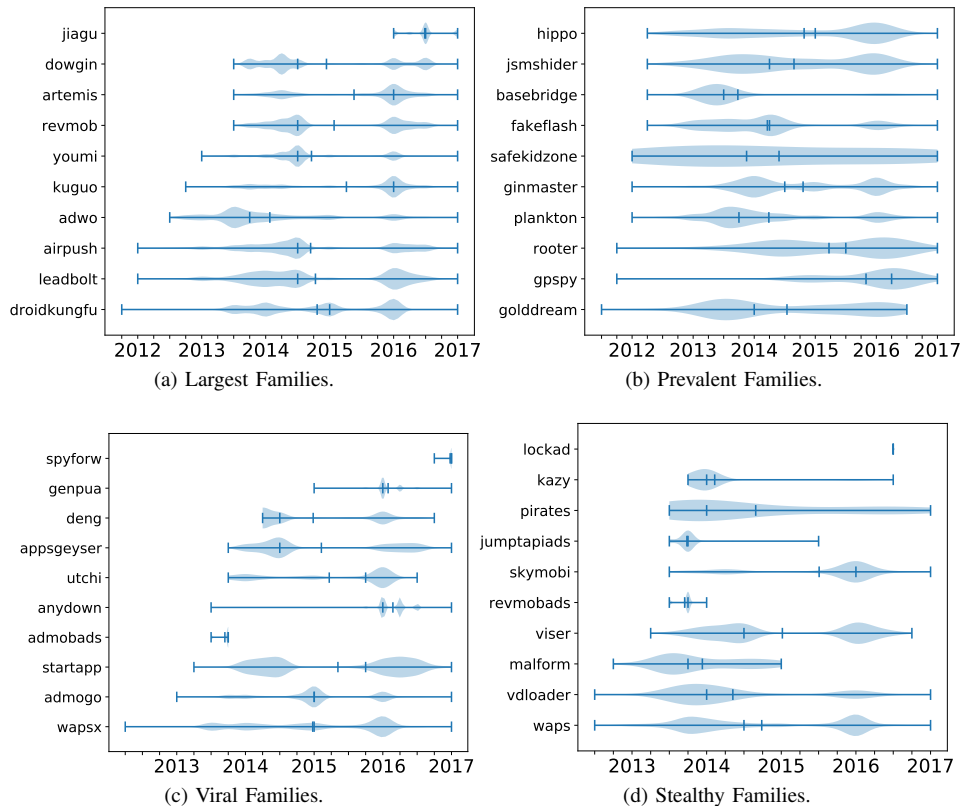 jiagu
dowgin
artemis
revmob
youmi
kuguo
adwo
airpush
leadbolt
droidkungfu
2012 2013 2014 2015 2016 2017
(a) Largest Families.
hippo
jsmshider
basebridge
fakeflash
safekidzone
ginmaster
plankton
rooter
gpspy
golddream
2012 2013 2014 2015 2016 2017
(b) Prevalent Families.
spyforw
genpua
deng
appsgeyser
utchi
anydown
admobads
startapp
admogo
wapsx
2013 2014 2015 2016 2017
(c) Viral Families.
lockad
kazy
pirates
jumptapiads
skymobi
revmobads
viser
malform
vdloader
waps
2013 2014 2015 2016 2017
(d) Stealthy Families.